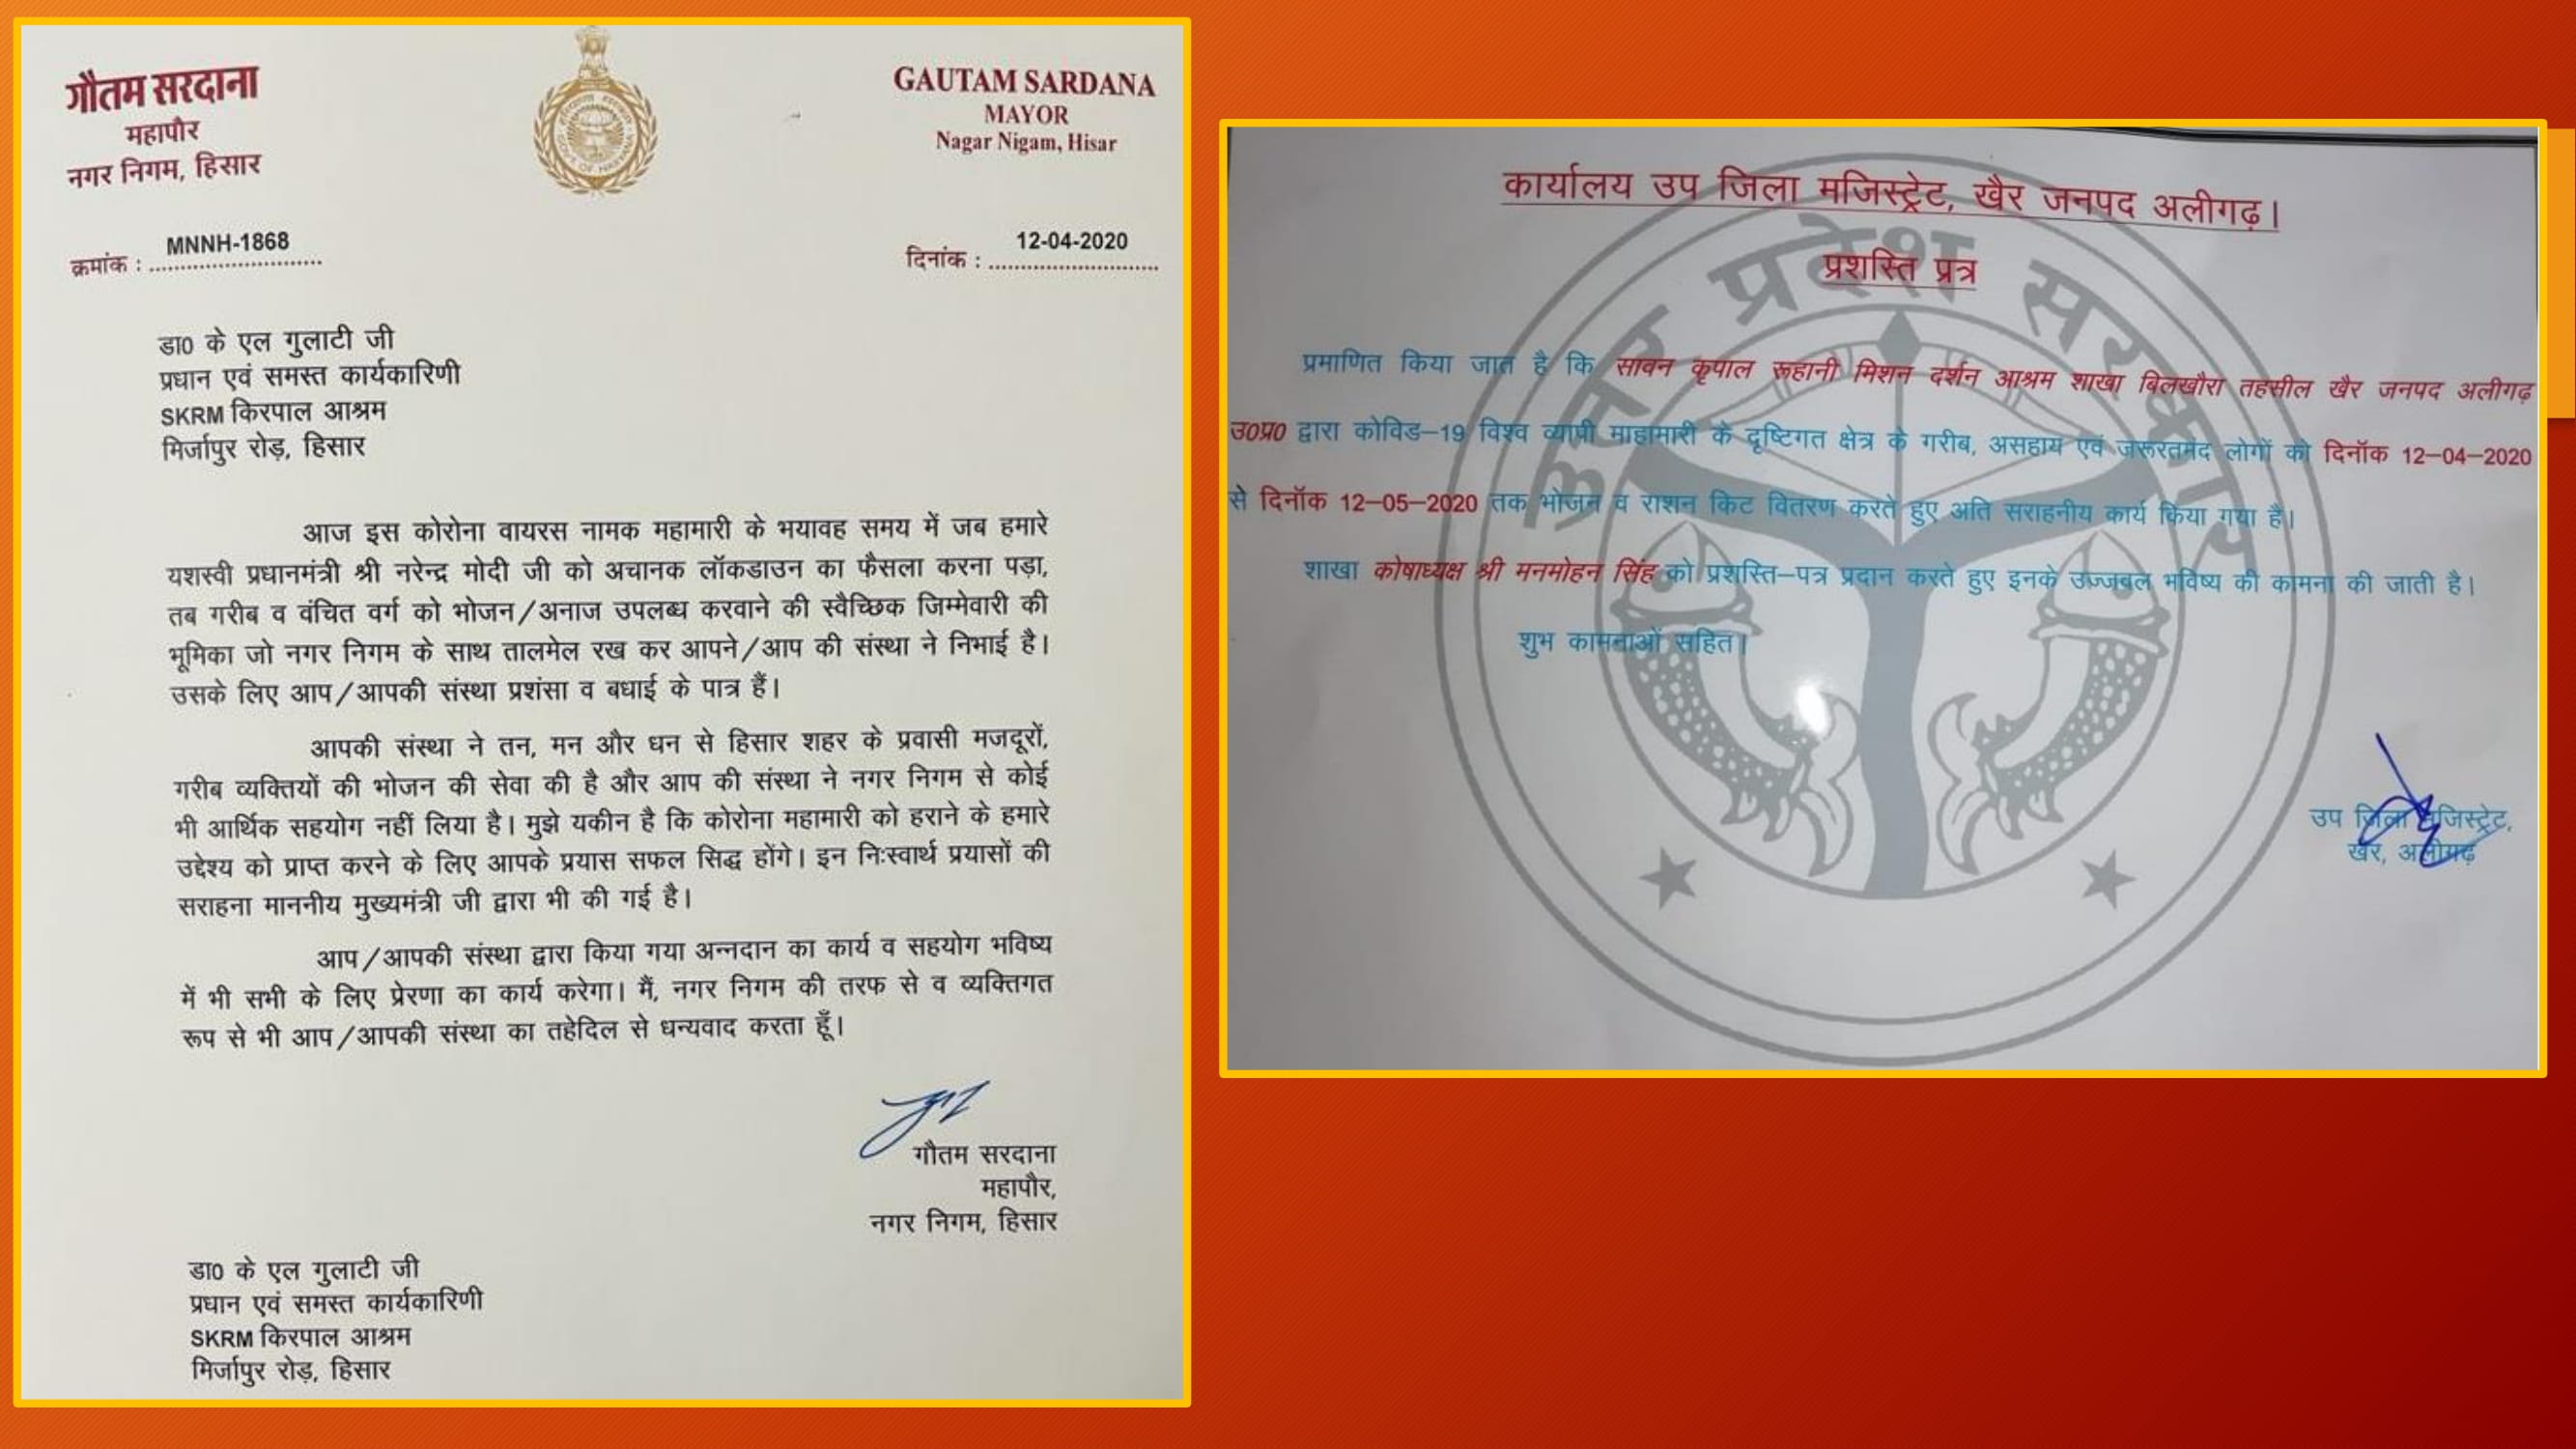 गौतम सरदाना
महापौर
नगर निगम, हिसार
GAUTAM SARDANA
MAYOR
Nagar Nigam, Hisar
क्रमांक : MNNH-1868
दिनांक : 12-04-2020
डा0 के एल गुलाटी जी
प्रधान एवं समस्त कार्यकारिणी
SKRM किरपाल आश्रम
मिर्जापुर रोड़, हिसार
आज इस कोरोना वायरस नामक महामारी के भयावह समय में जब हमारे
यशस्वी प्रधानमंत्री श्री नरेन्द्र मोदी जी को अचानक लॉकडाउन का फैसला करना पड़ा,
तब गरीब व वंचित वर्ग को भोजन/अनाज उपलब्ध करवाने की स्वैच्छिक जिम्मेवारी की
भूमिका जो नगर निगम के साथ तालमेल रख कर आपने/आप की संस्था ने निभाई है।
उसके लिए आप/आपकी संस्था प्रशंसा व बधाई के पात्र हैं।
आपकी संस्था ने तन, मन और धन से हिसार शहर के प्रवासी मजदूरों,
गरीब व्यक्तियों की भोजन की सेवा की है और आप की संस्था ने नगर निगम से कोई
भी आर्थिक सहयोग नहीं लिया है। मुझे यकीन है कि कोरोना महामारी को हराने के हमारे
उद्देश्य को प्राप्त करने के लिए आपके प्रयास सफल सिद्ध होंगे। इन निःस्वार्थ प्रयासों की
सराहना माननीय मुख्यमंत्री जी द्वारा भी की गई है।
आप/आपकी संस्था द्वारा किया गया अन्नदान का कार्य व सहयोग भविष्य
में भी सभी के लिए प्रेरणा का कार्य करेगा। मैं, नगर निगम की तरफ से व व्यक्तिगत
रूप से भी आप/आपकी संस्था का तहेदिल से धन्यवाद करता हूँ।
गौतम सरदाना
महापौर,
नगर निगम, हिसार
डा0 के एल गुलाटी जी
प्रधान एवं समस्त कार्यकारिणी
SKRM किरपाल आश्रम
मिर्जापुर रोड़, हिसार
कार्यालय उप जिला मजिस्ट्रेट, खैर जनपद अलीगढ़।
प्रशस्ति प्रत्र
प्रमाणित किया जात है कि सावन कृपाल रूहानी मिशन दर्शन आश्रम शाखा बिलखौरा तहसील खैर जनपद अलीगढ़
उ0प्र0 द्वारा कोविड–19 विश्व व्यापी माहामारी के दृष्टिगत क्षेत्र के गरीब, असहाय एवं जरूरतमंद लोगों को दिनॉक 12–04–2020
से दिनॉक 12–05–2020 तक भोजन व राशन किट वितरण करते हुए अति सराहनीय कार्य किया गया है।
शाखा कोषाध्यक्ष श्री मनमोहन सिंह को प्रशस्ति–पत्र प्रदान करते हुए इनके उज्जबल भविष्य की कामना की जाती है।
शुभ कामनाओं सहित।
उत्तर प्रदेश सरकार
उप जिला मजिस्ट्रेट,
खैर, अलीगढ़